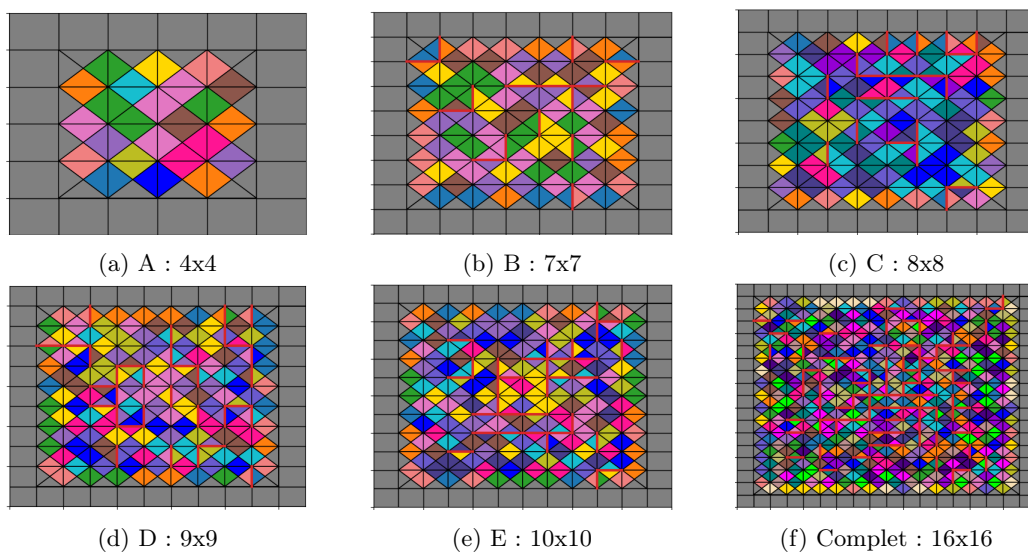 (a) A : 4x4
(b) B : 7x7
(c) C : 8x8
(d) D : 9x9
(e) E : 10x10
(f) Complet : 16x16